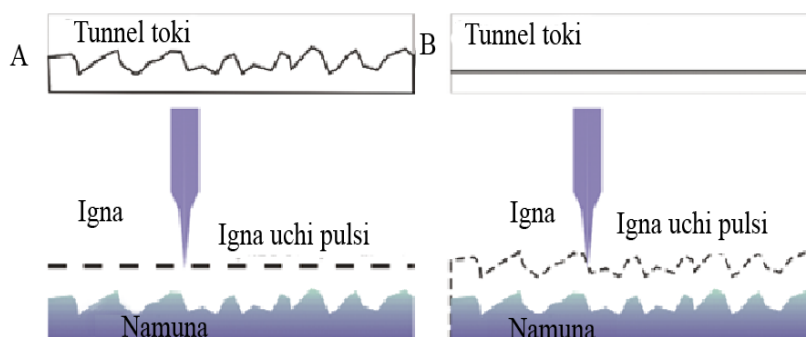 A
Tunnel toki
B
Tunnel toki
Igna
Igna uchi pulsi
Igna
Igna uchi pulsi
Namuna
Namuna